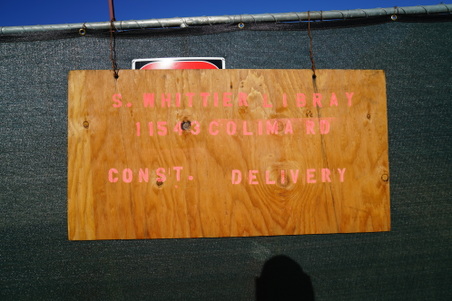 S. WHITTIER LIBRAY
11543 COLIMA RD
CONST. DELIVERY